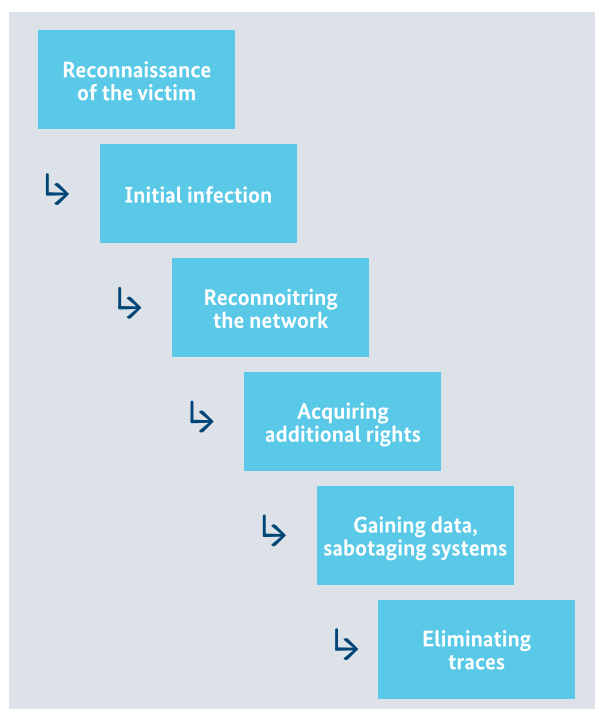 Reconnaissance
of the victim
Initial infection
Reconnoitring
the network
Acquiring
additional rights
Gaining data,
sabotaging systems
Eliminating
traces